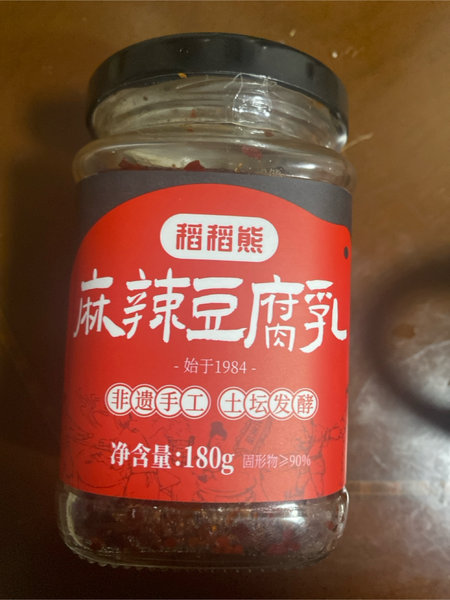 稻稻熊
麻辣豆腐乳
- 始于1984 -
非遗手工 土坛发酵
净含量:180g 固形物≥90%